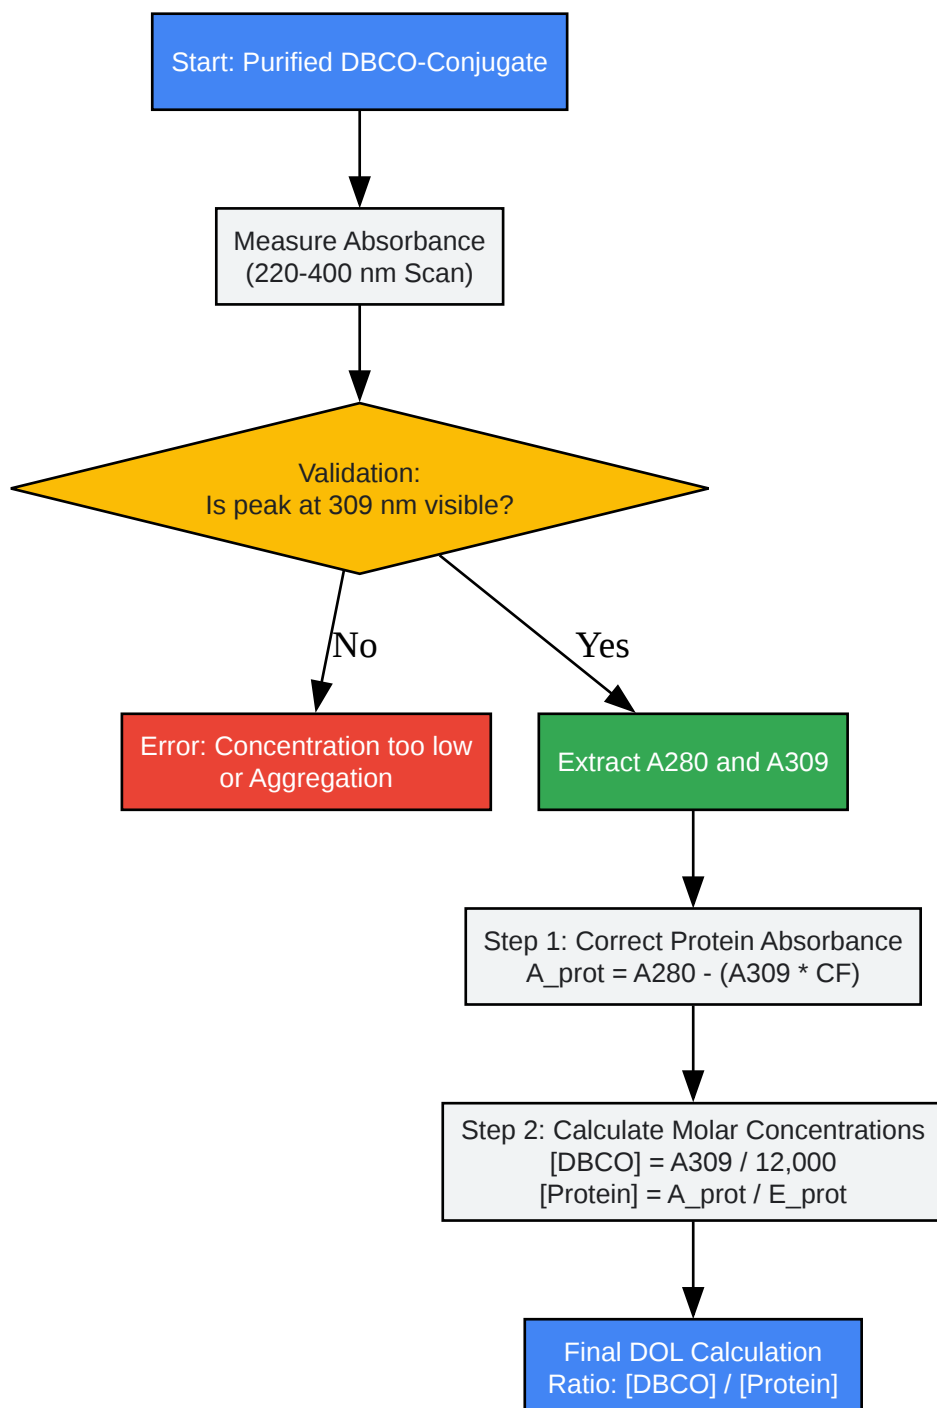 Start: Purified DBCO-Conjugate
Measure Absorbance
(220-400 nm Scan)
Validation:
Is peak at 309 nm visible?
No
Yes
Error: Concentration too low
or Aggregation
Extract A280 and A309
Step 1: Correct Protein Absorbance
A_prot = A280 - (A309 * CF)
Step 2: Calculate Molar Concentrations
[DBCO] = A309 / 12,000
[Protein] = A_prot / E_prot
Final DOL Calculation
Ratio: [DBCO] / [Protein]